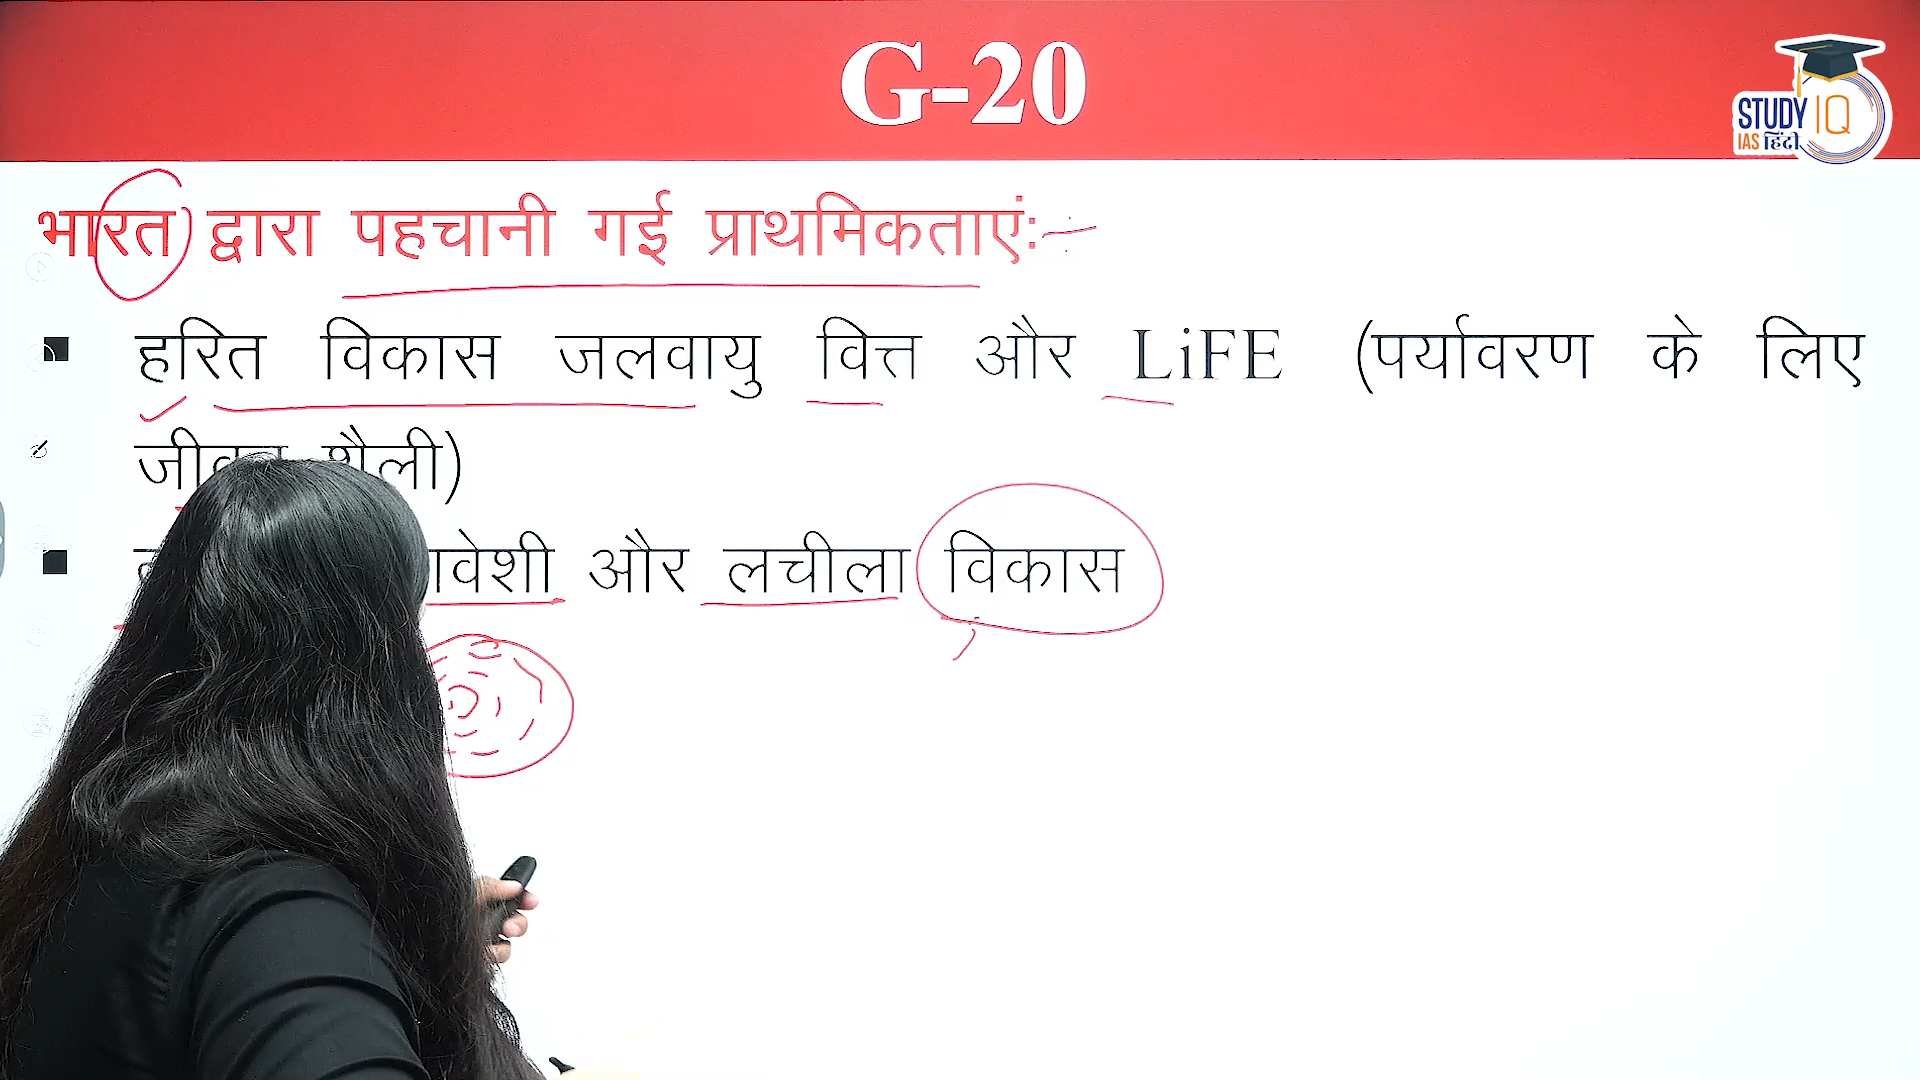 G-20
STUDY IQ
IAS हिंदी
भारत द्वारा पहचानी गई प्राथमिकताएं:-
■ हरित विकास जलवायु वित्त और LiFE (पर्यावरण के लिए
शैली)
■ और लचीला विकास